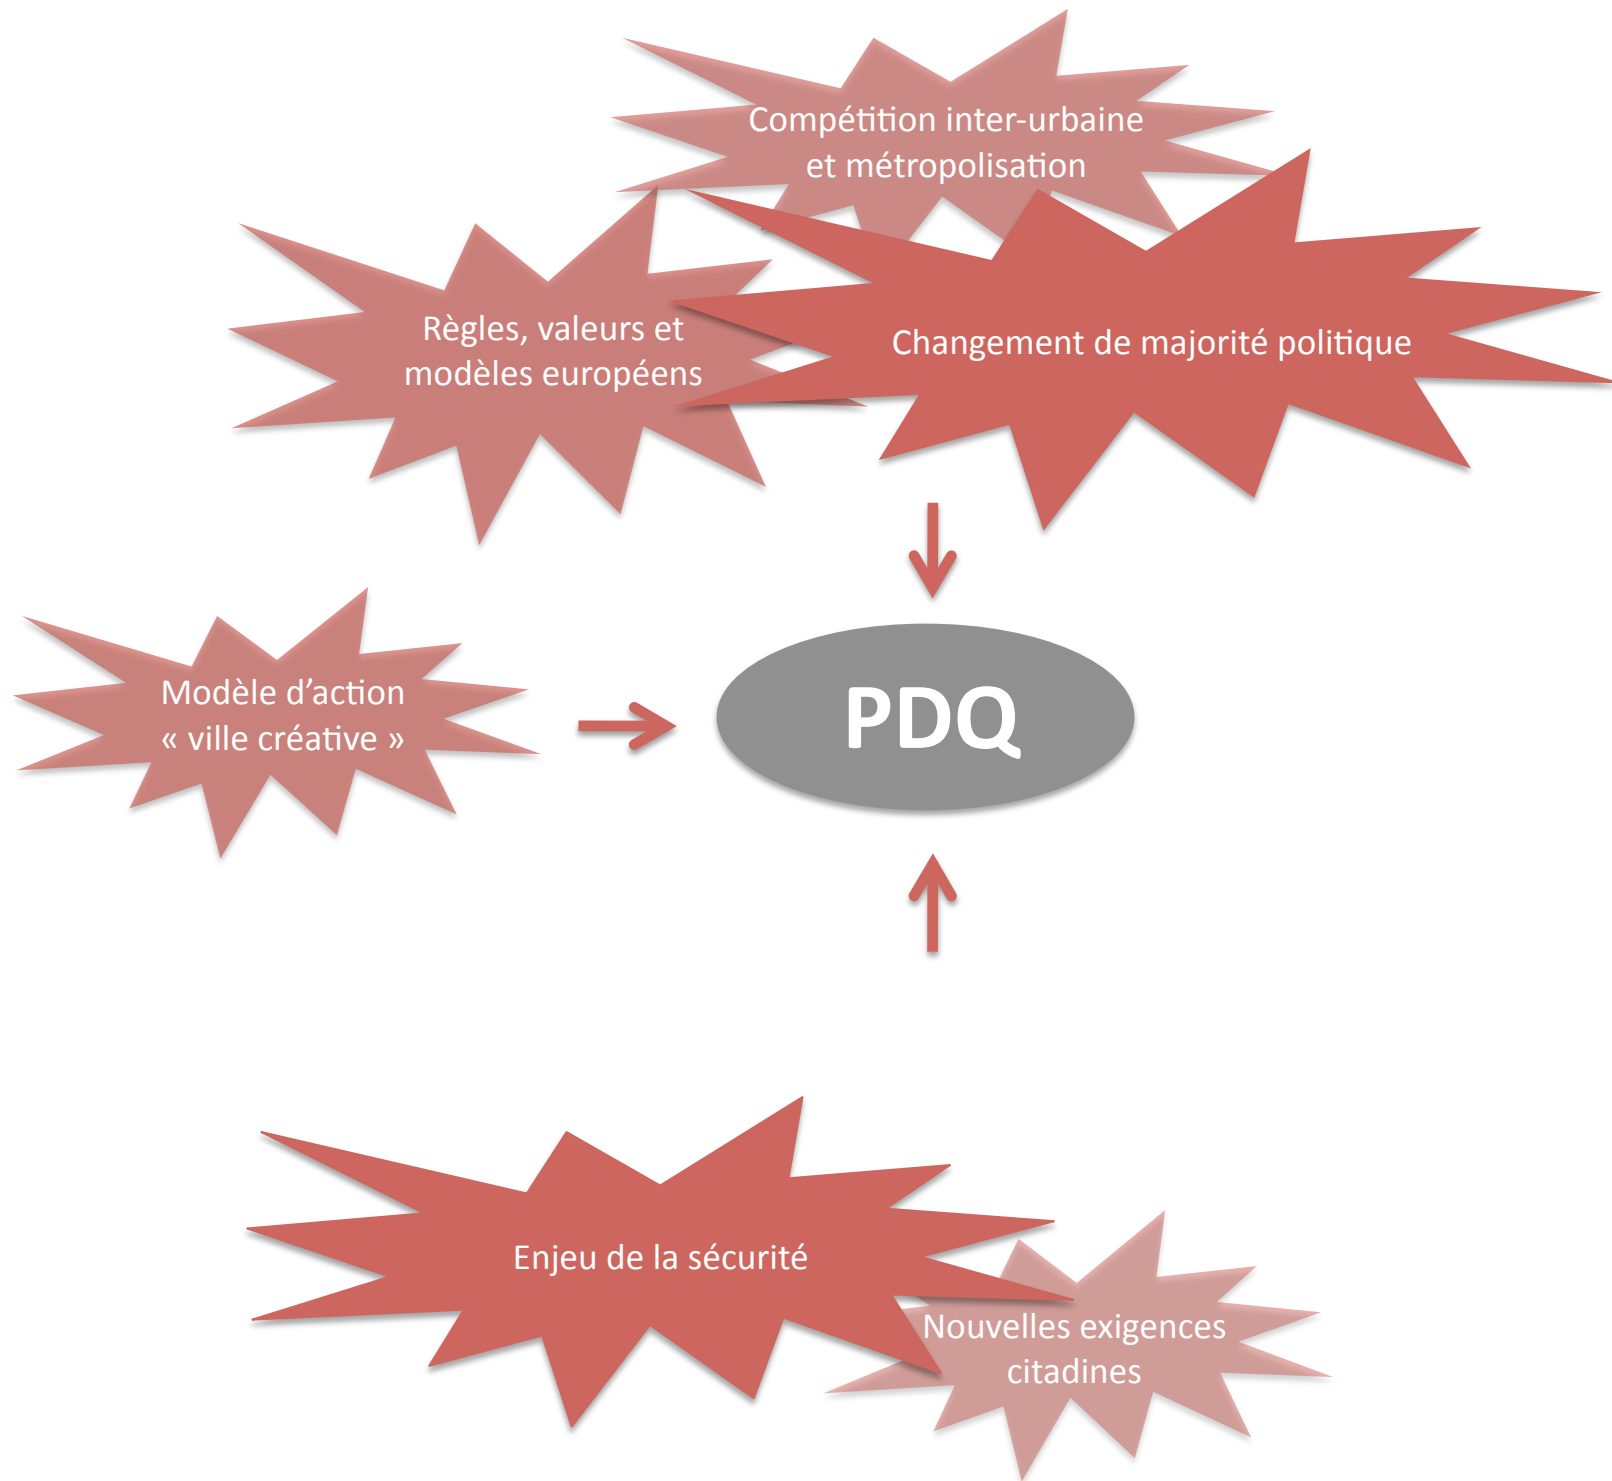 Compétition inter-urbaine
et métropolisation
Règles, valeurs et
modèles européens
Changement de majorité politique
Modèle d’action
« ville créative »
PDQ
Enjeu de la sécurité
Nouvelles exigences
citadines